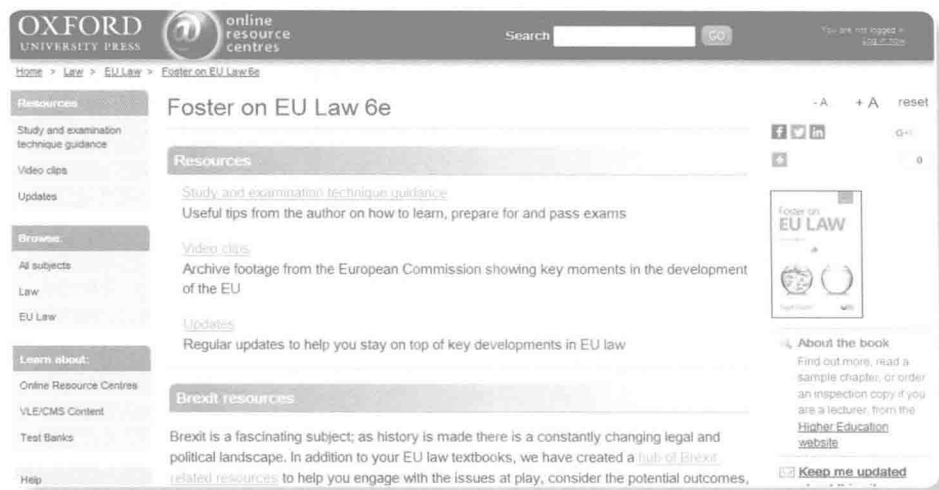 OXFORD
UNIVERSITY PRESS
online
resource
centres
Search
GO
You are not logged in
Log in now
Home > Law > EU Law > Foster on EU Law 6e
Resources
Study and examination
technique guidance
Video clips
Updates
Browse:
All subjects
Law
EU Law
Learn about:
Online Resource Centres
VLE/CMS Content
Test Banks
Help
Foster on EU Law 6e
Resources
Study and examination technique guidance
Useful tips from the author on how to learn, prepare for and pass exams
Video clips
Archive footage from the European Commission showing key moments in the development
of the EU
Updates
Regular updates to help you stay on top of key developments in EU law
Brexit resources
Brexit is a fascinating subject; as history is made there is a constantly changing legal and
political landscape. In addition to your EU law textbooks, we have created a hub of Brexit
related resources to help you engage with the issues at play, consider the potential outcomes,
- A + A reset
G+
0
Foster on
EU LAW
About the book
Find out more, read a
sample chapter, or order
an inspection copy if you
are a lecturer, from the
Higher Education
website
Keep me updated